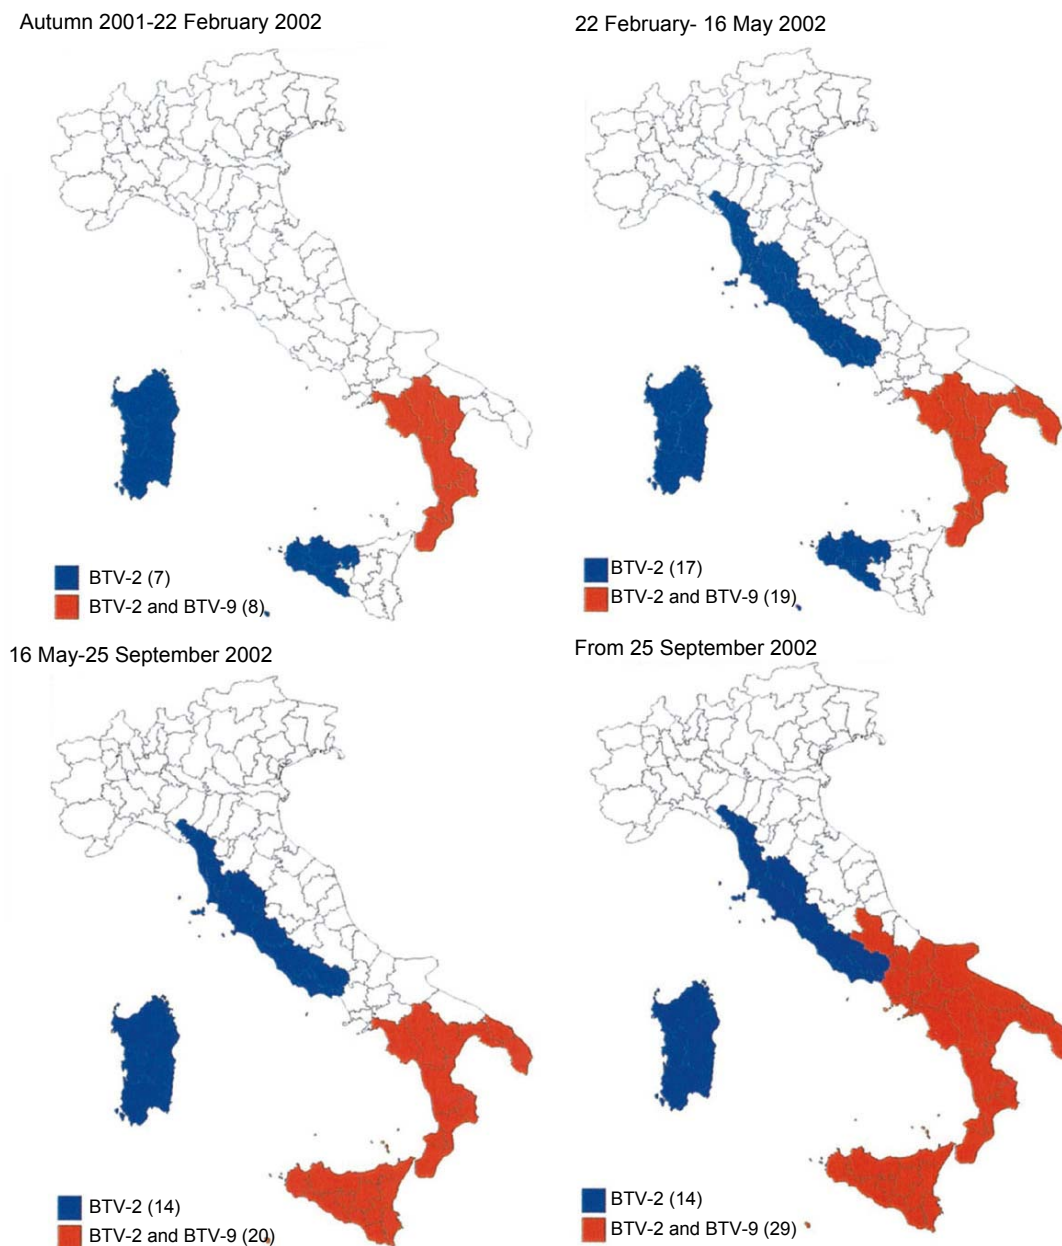 Autumn 2001-22 February 2002
BTV-2 (7)
BTV-2 and BTV-9 (8)
22 February- 16 May 2002
BTV-2 (17)
BTV-2 and BTV-9 (19)
16 May-25 September 2002
BTV-2 (14)
BTV-2 and BTV-9 (20)
From 25 September 2002
BTV-2 (14)
BTV-2 and BTV-9 (29)